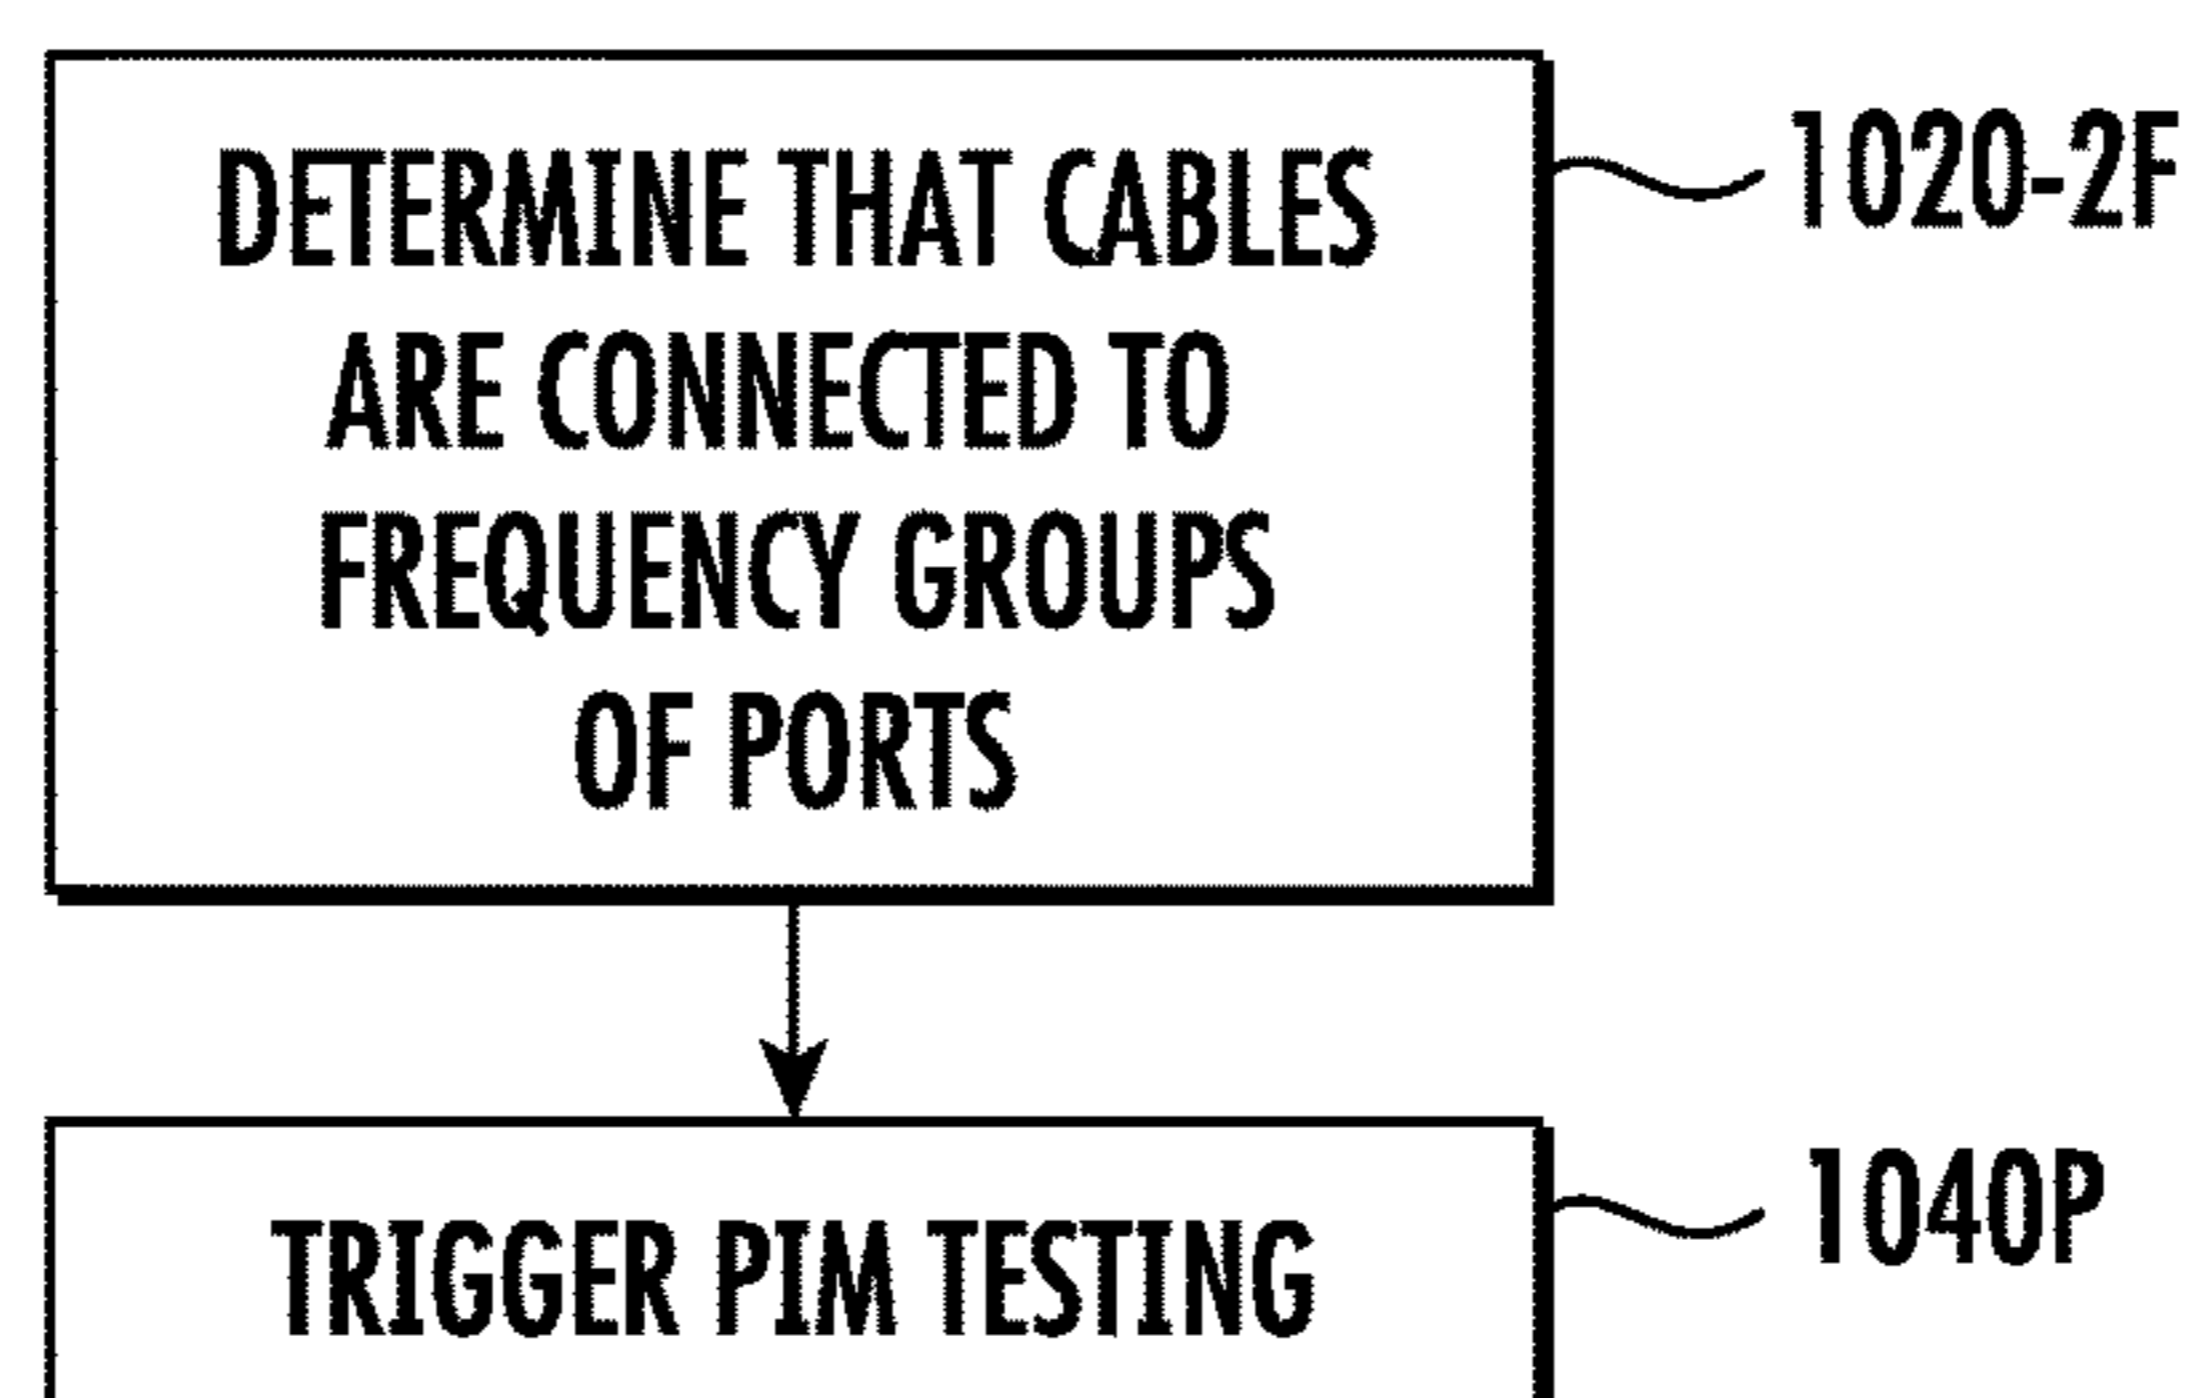 DETERMINE THAT CABLES
ARE CONNECTED TO
FREQUENCY GROUPS
OF PORTS
1020-2F
TRIGGER PIM TESTING
1040P